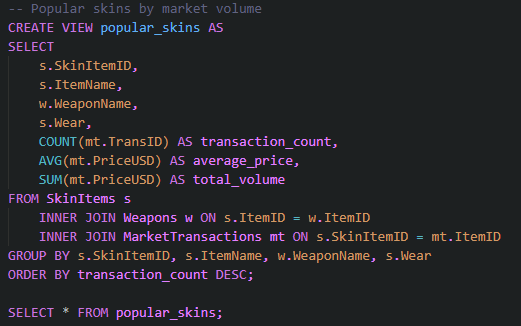 -- Popular skins by market volume
CREATE VIEW popular_skins AS
SELECT
    s.SkinItemID,
    s.ItemName,
    w.WeaponName,
    s.Wear,
    COUNT(mt.TransID) AS transaction_count,
    AVG(mt.PriceUSD) AS average_price,
    SUM(mt.PriceUSD) AS total_volume
FROM SkinItems s
    INNER JOIN Weapons w ON s.ItemID = w.ItemID
    INNER JOIN MarketTransactions mt ON s.SkinItemID = mt.ItemID
GROUP BY s.SkinItemID, s.ItemName, w.WeaponName, s.Wear
ORDER BY transaction_count DESC;

SELECT * FROM popular_skins;